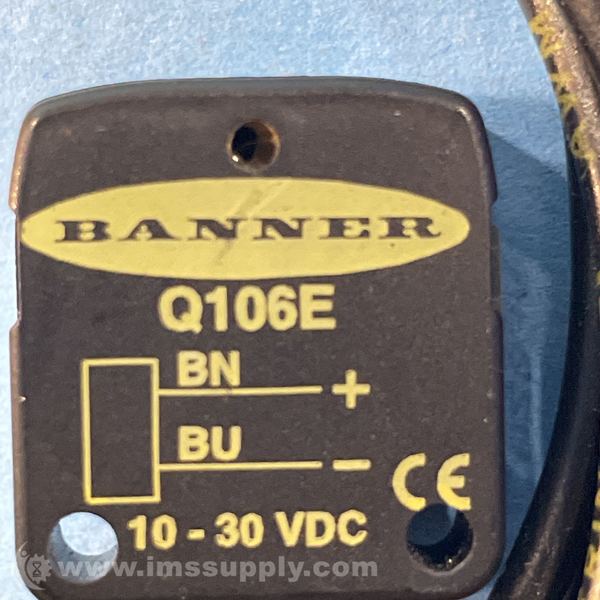 BANNER
Q106E
BN +
BU -
CE
10 - 30 VDC
www.imssupply.com